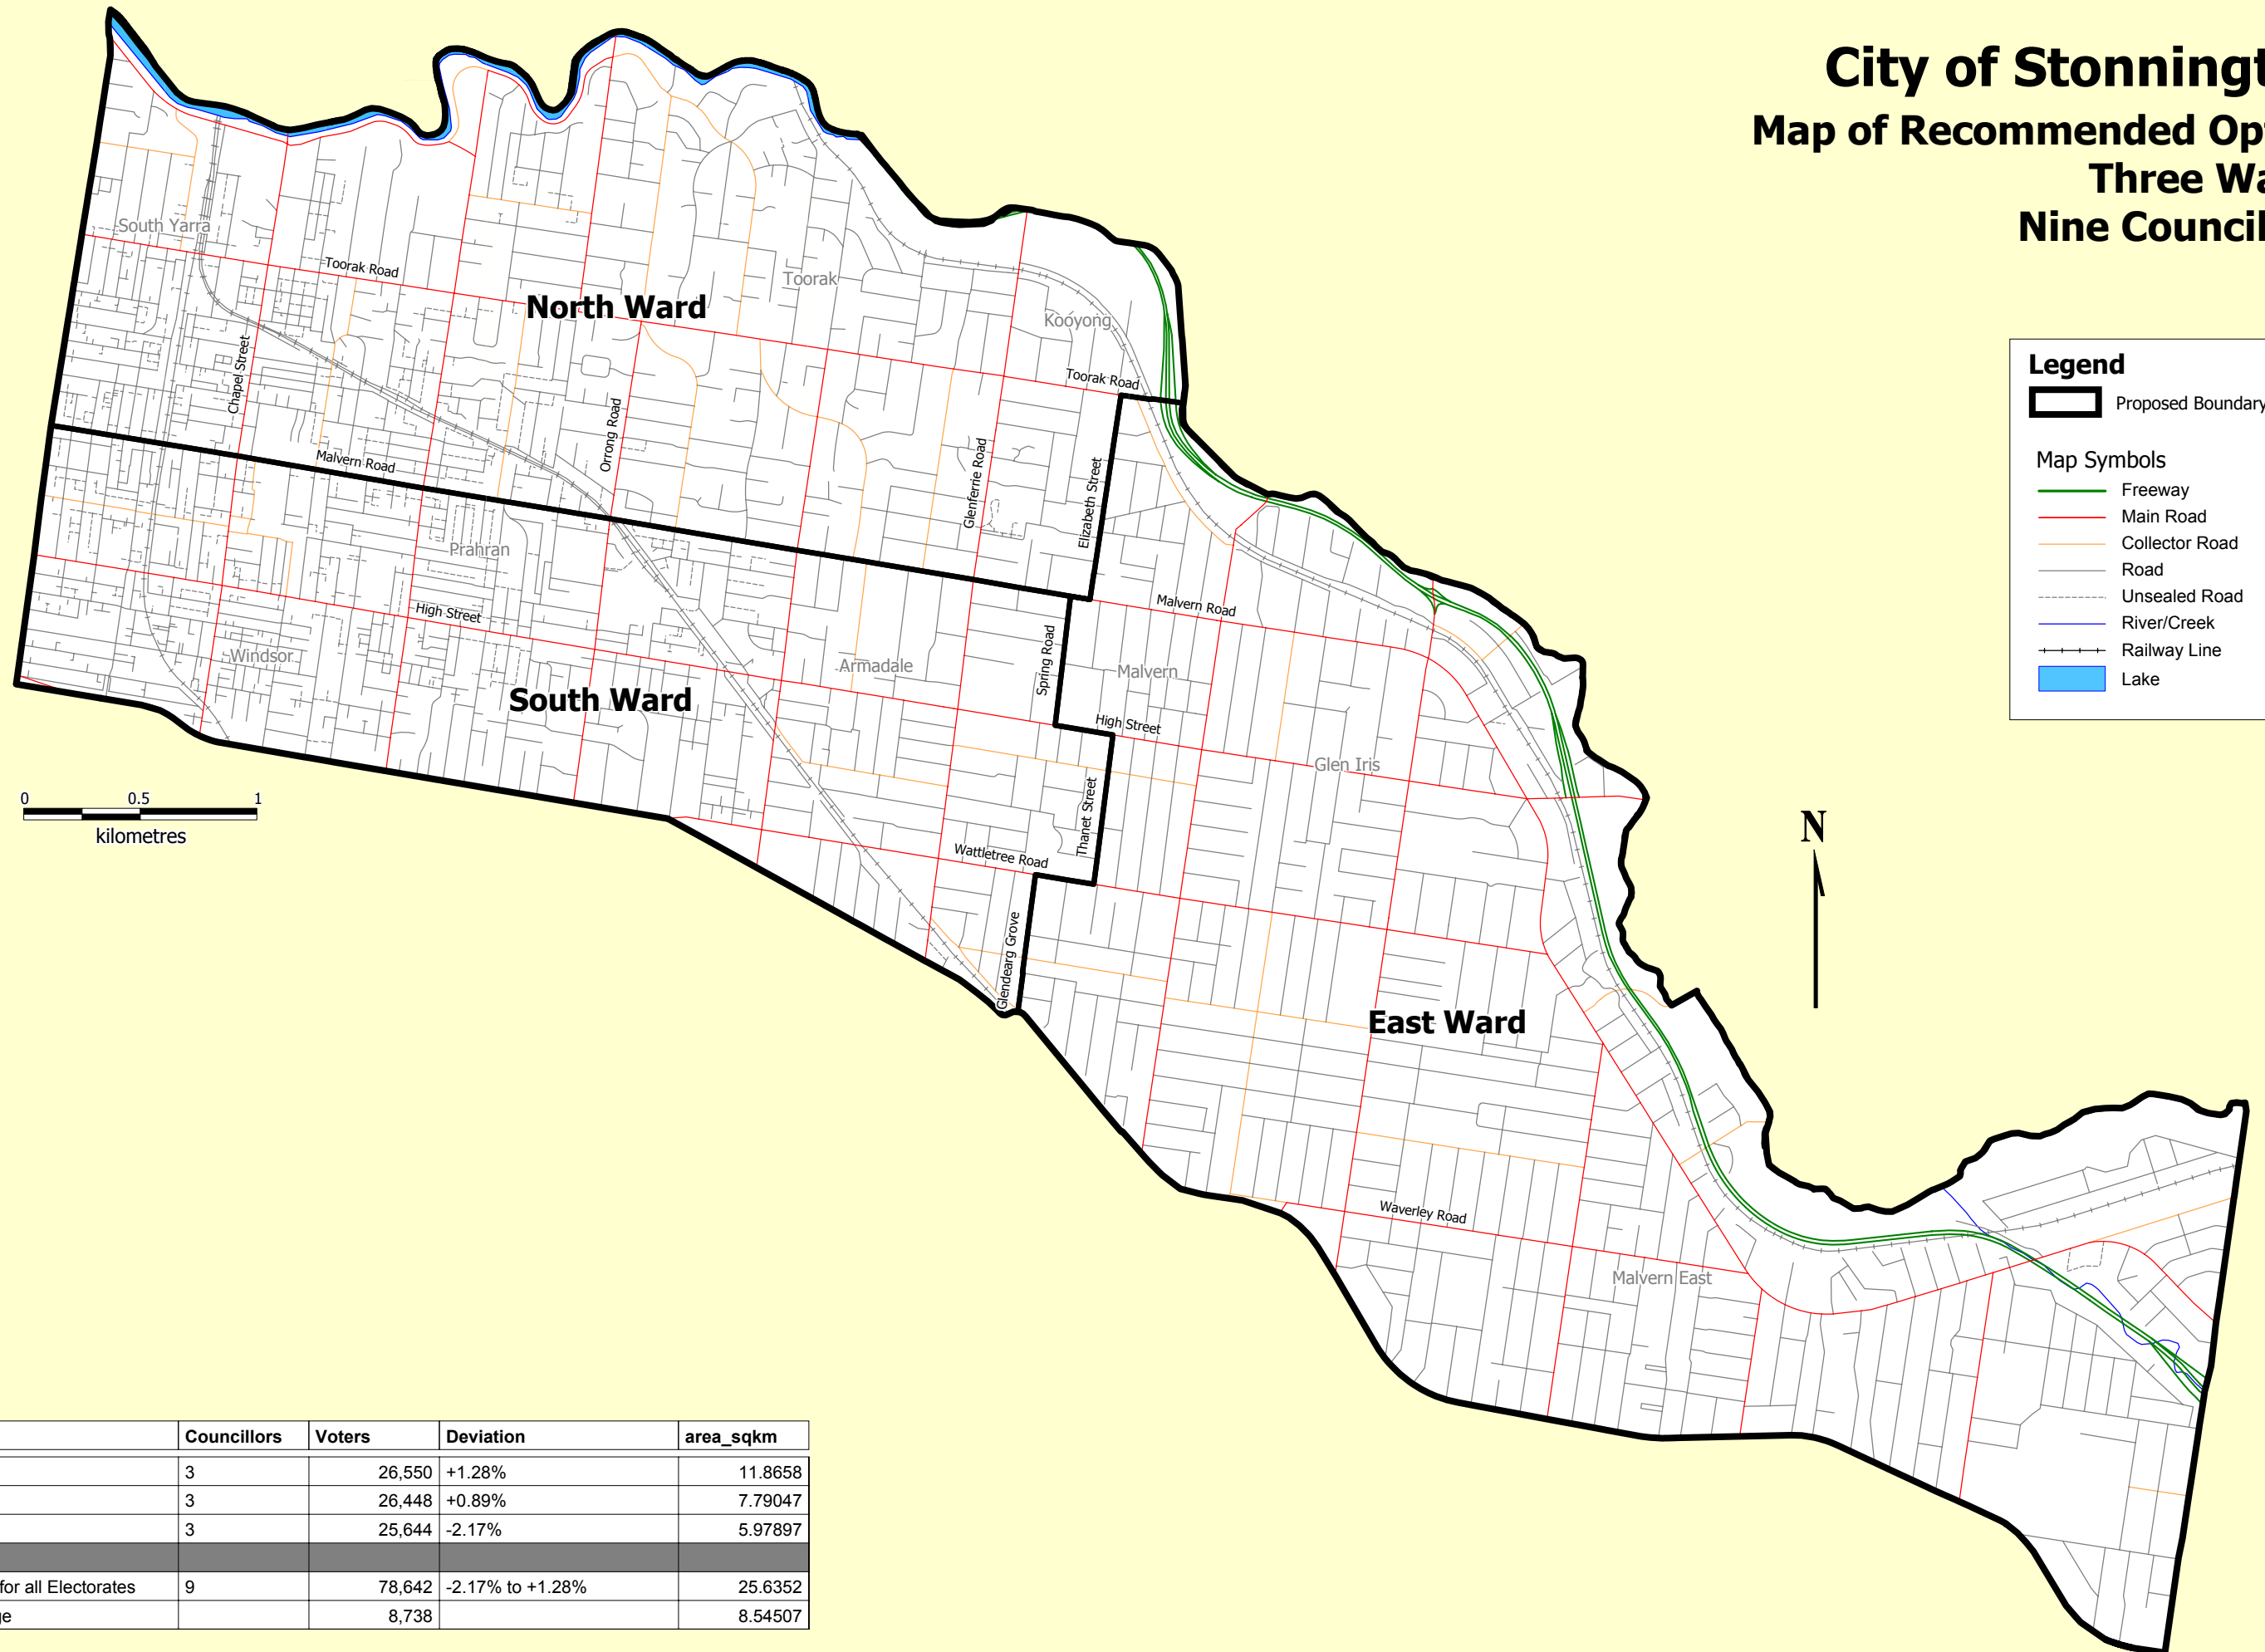 City of Stonningt
Map of Recommended Opt
Three Wa
Nine Council
Legend
Proposed Boundary
Map Symbols
Freeway
Main Road
Collector Road
Road
Unsealed Road
River/Creek
Railway Line
Lake
South Yarra
Toorak Road
North Ward
Toorak
Kooyong
Toorak Road
Chapel Street
Orrong Road
Glenferrie Road
Elizabeth Street
Malvern Road
Prahran
High Street
Windsor
South Ward
Armadale
Spring Road
Malvern Road
Malvern
High Street
Glen Iris
Thanet Street
Wattletree Road
Glendearg Grove
East Ward
Waverley Road
Malvern East
0 0.5 1
kilometres
N
Councillors Voters Deviation area_sqkm
3 26,550 +1.28% 11.8658
3 26,448 +0.89% 7.79047
3 25,644 -2.17% 5.97897
for all Electorates 9 78,642 -2.17% to +1.28% 25.6352
ge 8,738 8.54507